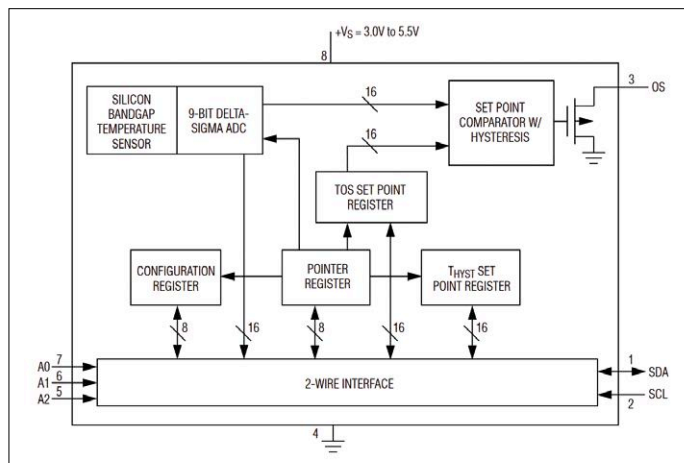 +VS = 3.0V to 5.5V
8
SILICON
BANDGAP
TEMPERATURE
SENSOR
9-BIT DELTA-
SIGMA ADC
16
16
SET POINT
COMPARATOR W/
HYSTERESIS
3
OS
TOS SET POINT
REGISTER
CONFIGURATION
REGISTER
POINTER
REGISTER
THYST SET
POINT REGISTER
8
16
8
16
16
A0
7
A1
6
A2
5
2-WIRE INTERFACE
1
SDA
SCL
2
4